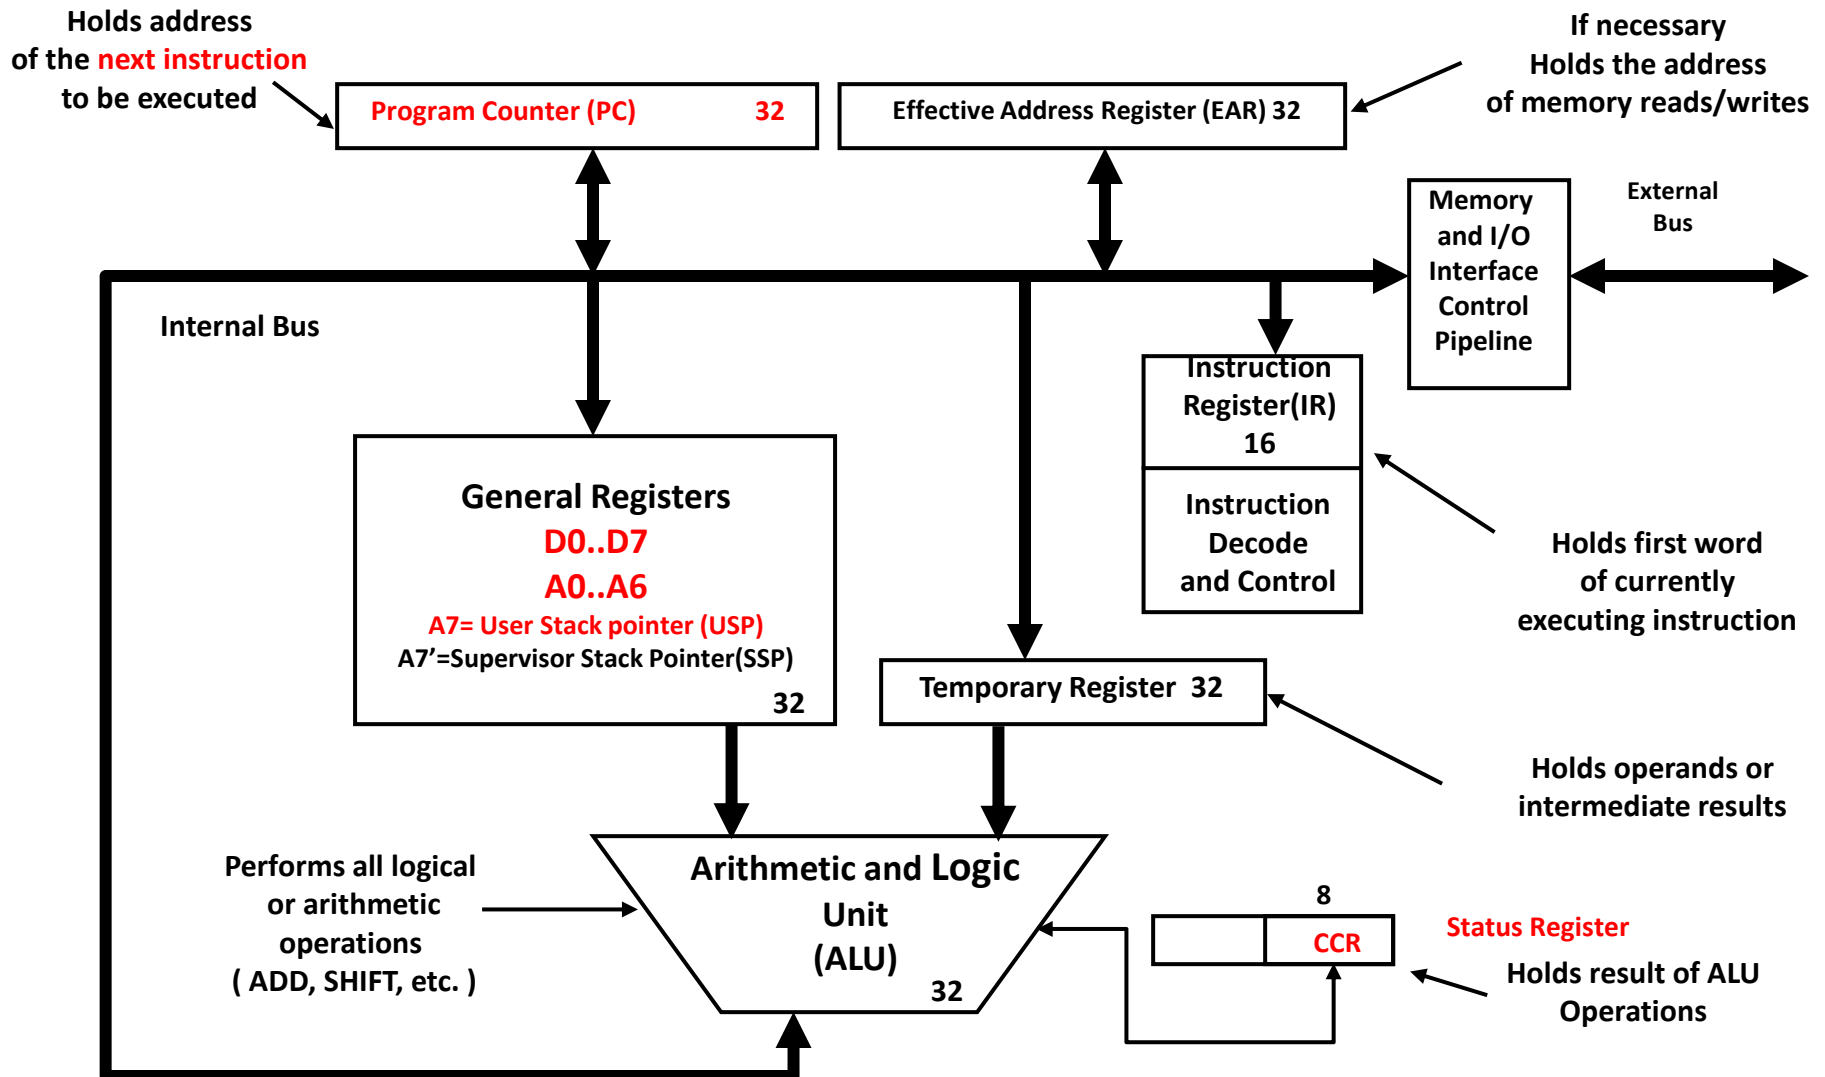 Holds address
of the next instruction
to be executed
Program Counter (PC) 32
Effective Address Register (EAR) 32
If necessary
Holds the address
of memory reads/writes
Memory
and I/O
Interface
Control
Pipeline
External
Bus
Internal Bus
Instruction
Register(IR)
16
Instruction
Decode
and Control
General Registers
D0..D7
A0..A6
A7= User Stack pointer (USP)
A7’=Supervisor Stack Pointer(SSP)
32
Holds first word
of currently
executing instruction
Temporary Register 32
Holds operands or
intermediate results
Performs all logical
or arithmetic
operations
( ADD, SHIFT, etc. )
Arithmetic and Logic
Unit
(ALU)
32
8
CCR
Status Register
Holds result of ALU
Operations